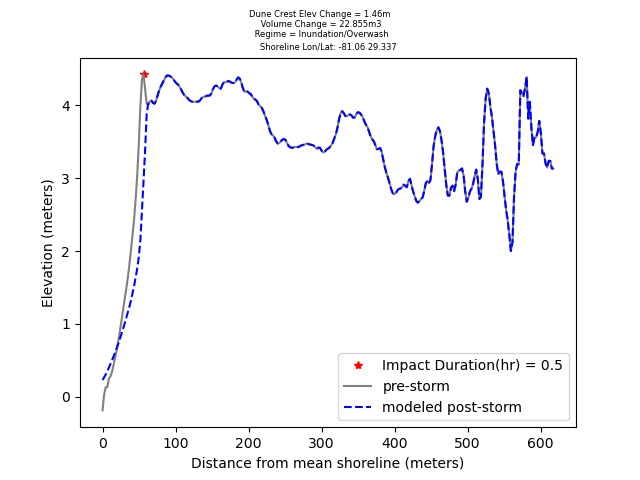 Dune Crest Elev Change = 1.46m
Volume Change = 22.855m3
Regime = Inundation/Overwash
Shoreline Lon/Lat: -81.06 29.337
4
3
2
1
0
Elevation (meters)
Impact Duration(hr) = 0.5
pre-storm
modeled post-storm
0 100 200 300 400 500 600
Distance from mean shoreline (meters)